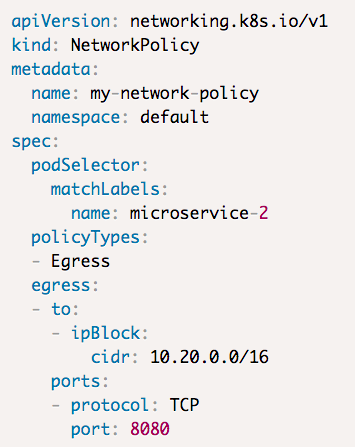 apiVersion: networking.k8s.io/v1
kind: NetworkPolicy
metadata:
  name: my-network-policy
  namespace: default
spec:
  podSelector:
    matchLabels:
      name: microservice-2
  policyTypes:
  - Egress
  egress:
  - to:
    - ipBlock:
        cidr: 10.20.0.0/16
    ports:
    - protocol: TCP
      port: 8080